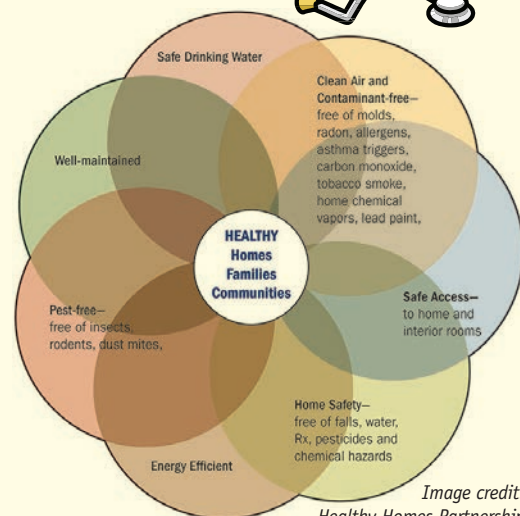 Safe Drinking Water
Clean Air and
Contaminant-free—
free of molds,
radon, allergens,
asthma triggers,
carbon monoxide,
tobacco smoke,
home chemical
vapors, lead paint,
Well-maintained
HEALTHY
Homes
Families
Communities
Safe Access—
to home and
interior rooms
Pest-free—
free of insects,
rodents, dust mites,
Home Safety—
free of falls, water,
Rx, pesticides and
chemical hazards
Energy Efficient
Image credit
Healthy Homes Partnership